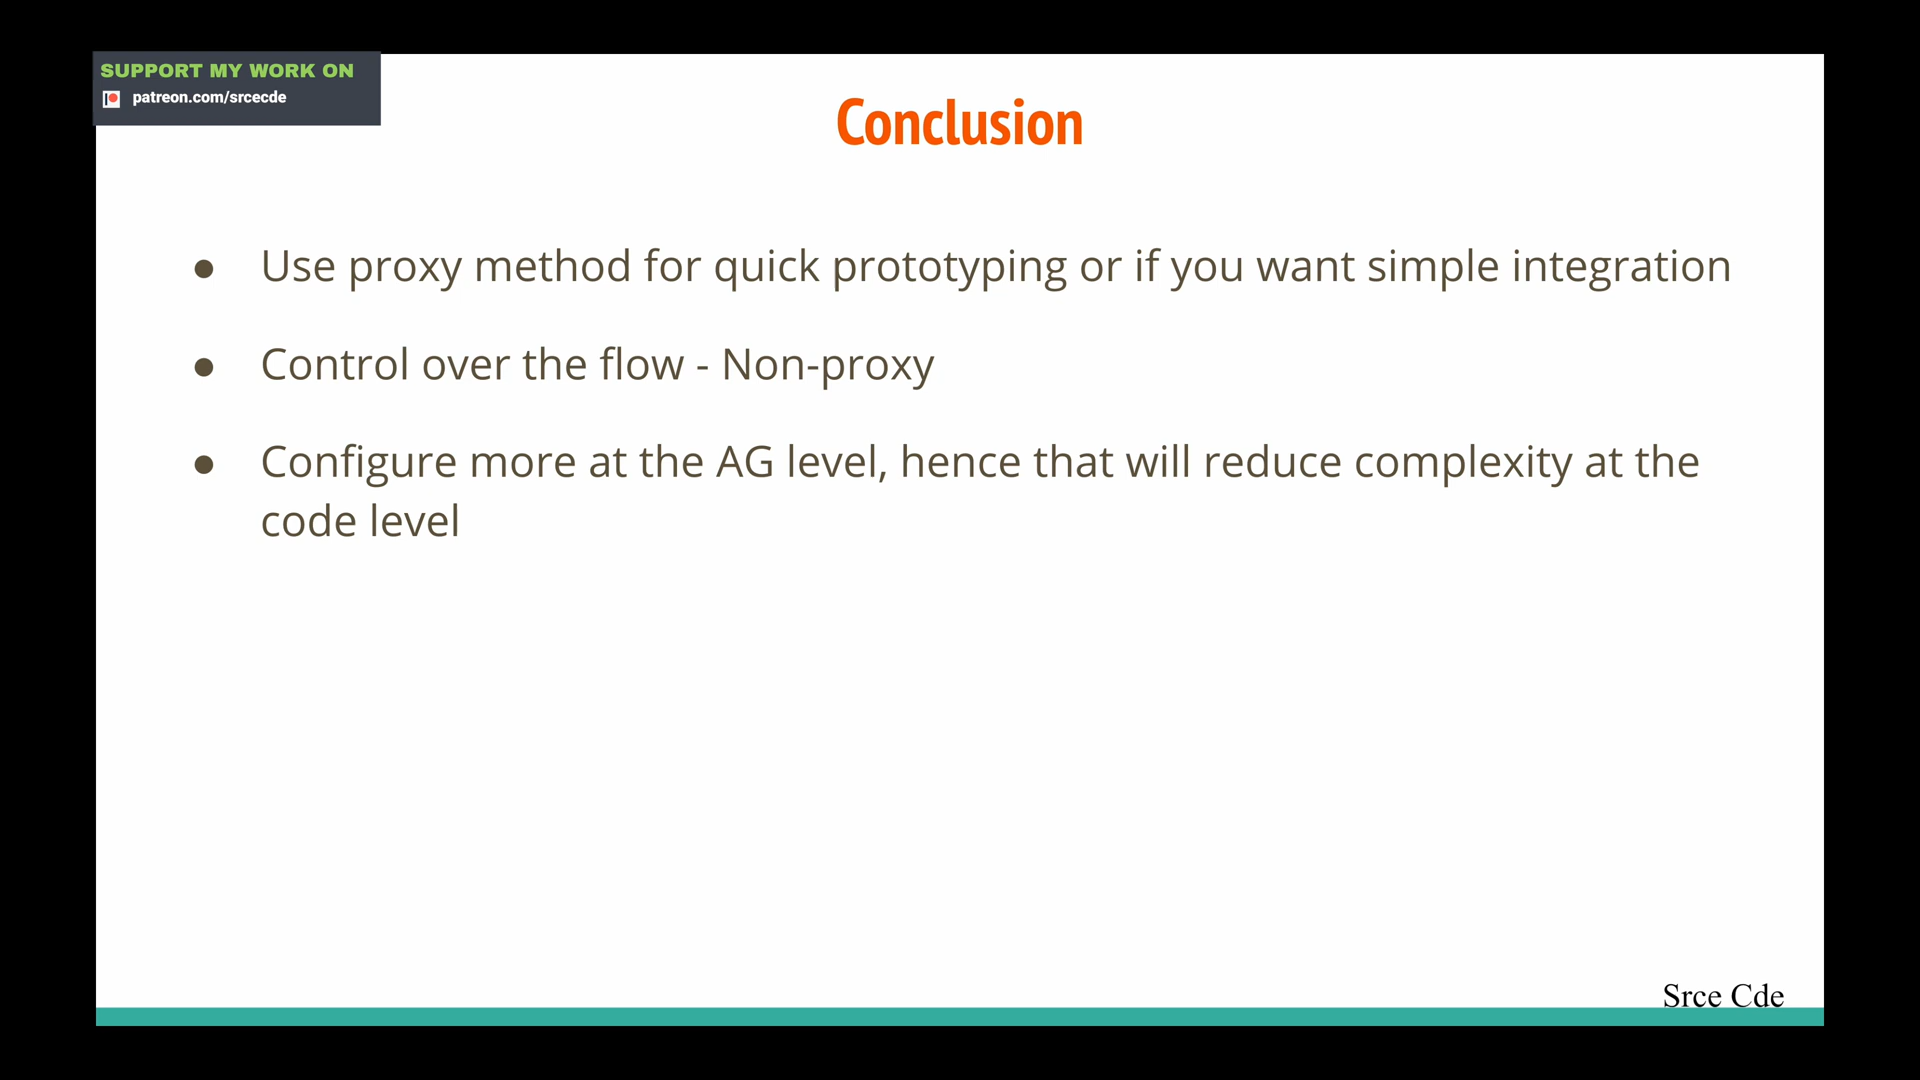 SUPPORT MY WORK ON
patreon.com/srcecde
Conclusion
● Use proxy method for quick prototyping or if you want simple integration
● Control over the flow - Non-proxy
● Configure more at the AG level, hence that will reduce complexity at the
code level
Srce Cde